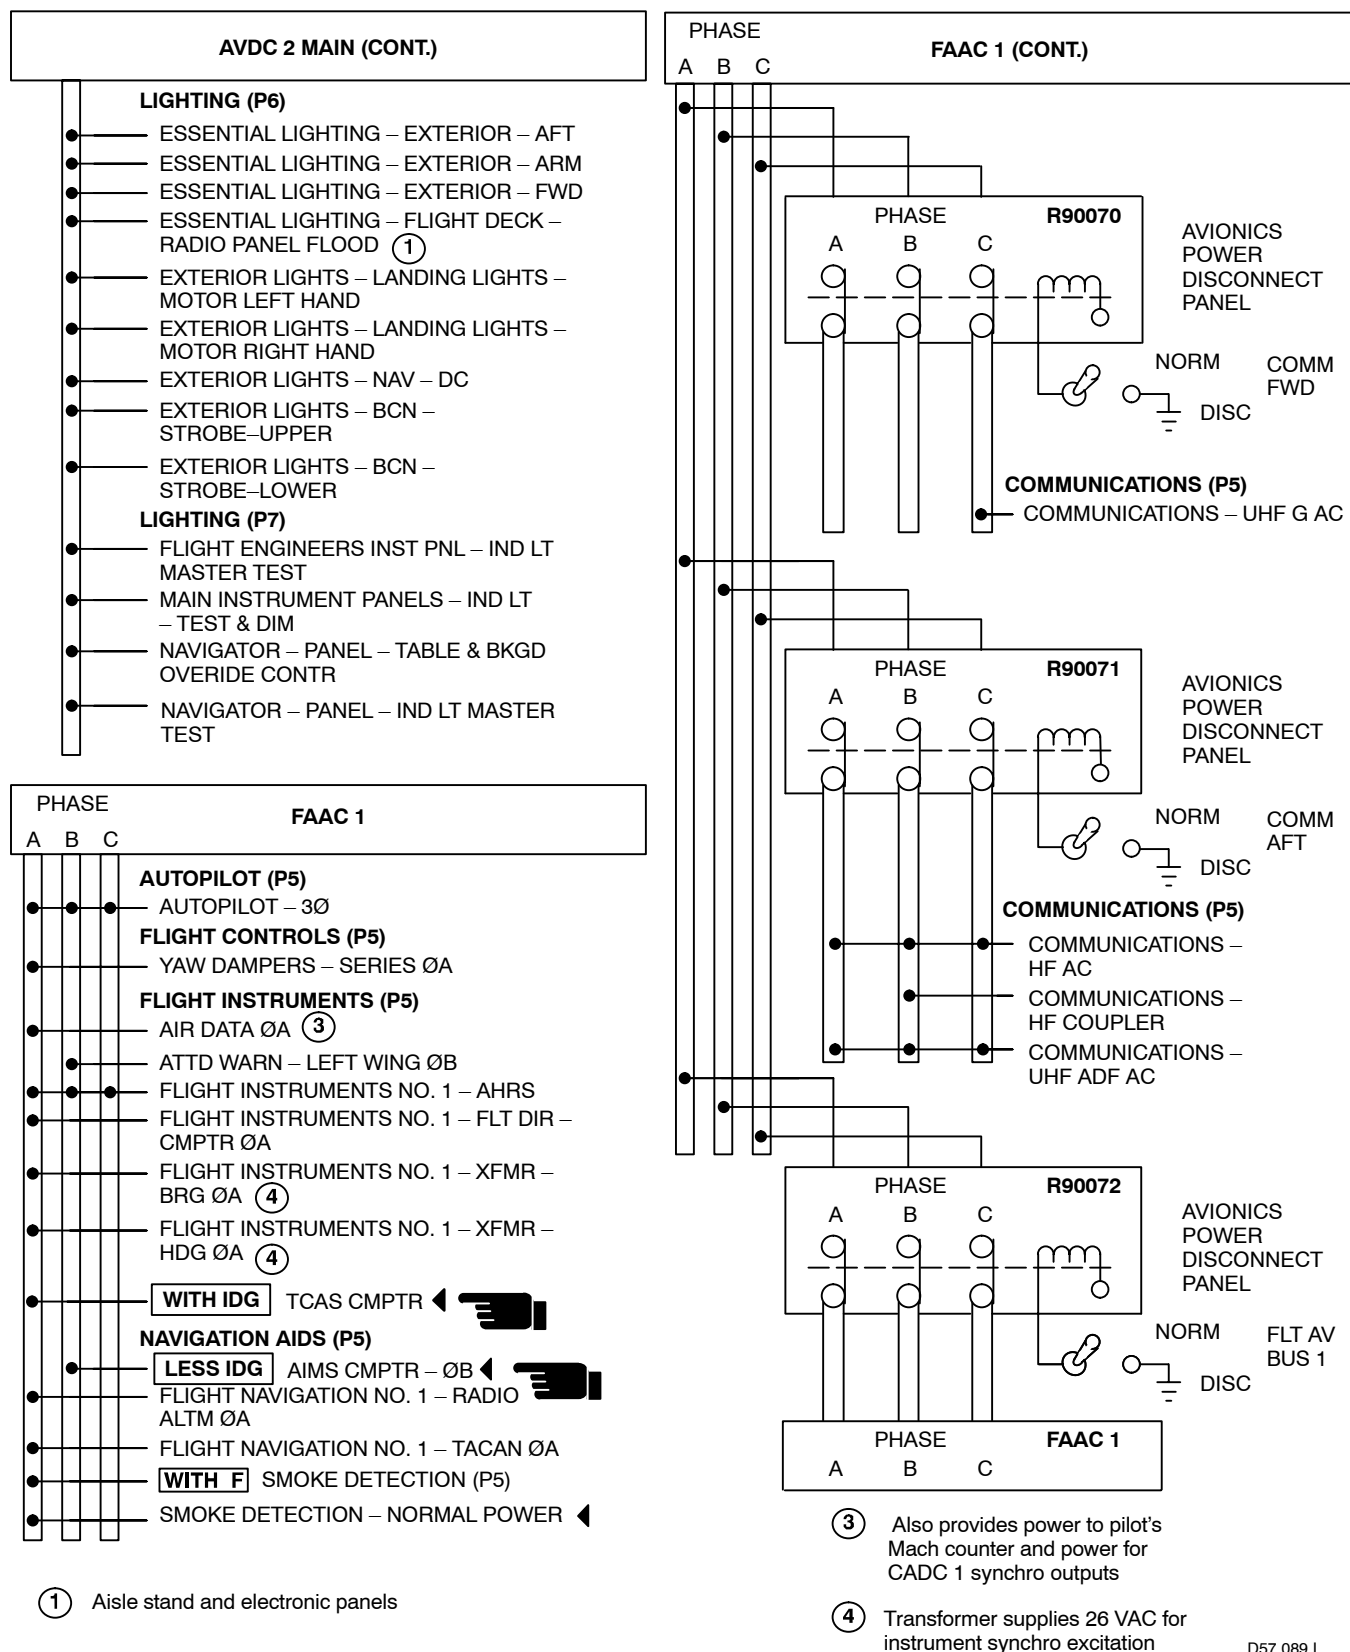 AVDC 2 MAIN (CONT.)
LIGHTING (P6)
ESSENTIAL LIGHTING – EXTERIOR – AFT
ESSENTIAL LIGHTING – EXTERIOR – ARM
ESSENTIAL LIGHTING – EXTERIOR – FWD
ESSENTIAL LIGHTING – FLIGHT DECK –
RADIO PANEL FLOOD 1
EXTERIOR LIGHTS – LANDING LIGHTS –
MOTOR LEFT HAND
EXTERIOR LIGHTS – LANDING LIGHTS –
MOTOR RIGHT HAND
EXTERIOR LIGHTS – NAV – DC
EXTERIOR LIGHTS – BCN –
STROBE–UPPER
EXTERIOR LIGHTS – BCN –
STROBE–LOWER
LIGHTING (P7)
FLIGHT ENGINEERS INST PNL – IND LT
MASTER TEST
MAIN INSTRUMENT PANELS – IND LT
– TEST & DIM
NAVIGATOR – PANEL – TABLE & BKGD
OVERIDE CONTR
NAVIGATOR – PANEL – IND LT MASTER
TEST
PHASE
FAAC 1
A B C
AUTOPILOT (P5)
AUTOPILOT – 3Ø
FLIGHT CONTROLS (P5)
YAW DAMPERS – SERIES ØA
FLIGHT INSTRUMENTS (P5)
AIR DATA ØA 3
ATTD WARN – LEFT WING ØB
FLIGHT INSTRUMENTS NO. 1 – AHRS
FLIGHT INSTRUMENTS NO. 1 – FLT DIR –
CMPTR ØA
FLIGHT INSTRUMENTS NO. 1 – XFMR –
BRG ØA 4
FLIGHT INSTRUMENTS NO. 1 – XFMR –
HDG ØA 4
WITH IDG TCAS CMPTR
NAVIGATION AIDS (P5)
LESS IDG AIMS CMPTR – ØB
FLIGHT NAVIGATION NO. 1 – RADIO
ALTM ØA
FLIGHT NAVIGATION NO. 1 – TACAN ØA
WITH F SMOKE DETECTION (P5)
SMOKE DETECTION – NORMAL POWER
1 Aisle stand and electronic panels
PHASE
FAAC 1 (CONT.)
A B C
PHASE R90070
A B C
AVIONICS
POWER
DISCONNECT
PANEL
NORM
DISC
COMM
FWD
COMMUNICATIONS (P5)
COMMUNICATIONS – UHF G AC
PHASE R90071
A B C
AVIONICS
POWER
DISCONNECT
PANEL
NORM
DISC
COMM
AFT
COMMUNICATIONS (P5)
COMMUNICATIONS –
HF AC
COMMUNICATIONS –
HF COUPLER
COMMUNICATIONS –
UHF ADF AC
PHASE R90072
A B C
AVIONICS
POWER
DISCONNECT
PANEL
NORM
DISC
FLT AV
BUS 1
PHASE FAAC 1
A B C
3 Also provides power to pilot's
Mach counter and power for
CADC 1 synchro outputs
4 Transformer supplies 26 VAC for
instrument synchro excitation
D57 089 I